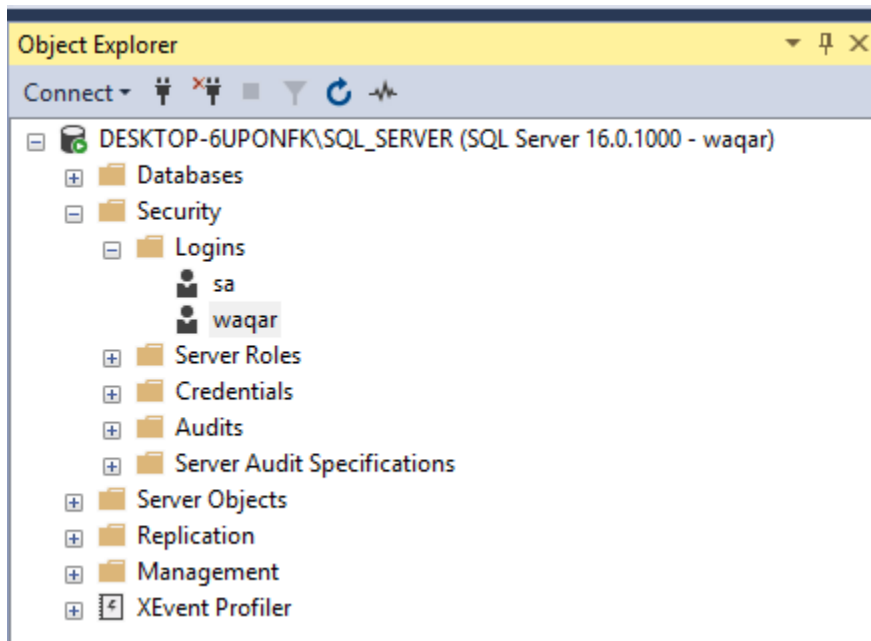 Object Explorer
Connect
DESKTOP-6UPONFK\SQL_SERVER (SQL Server 16.0.1000 - waqar)
Databases
Security
Logins
sa
waqar
Server Roles
Credentials
Audits
Server Audit Specifications
Server Objects
Replication
Management
XEvent Profiler